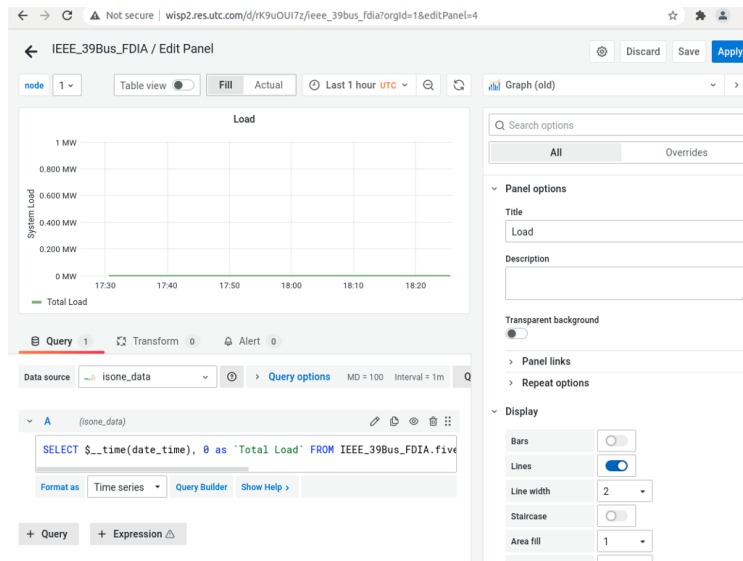 Not secure | wisp2.res.utc.com/d/rK9uOUI7z/ieee_39bus_fdia?orgId=1&editPanel=4
IEEE_39Bus_FDIA / Edit Panel
Discard Save Apply
node 1 Table view Fill Actual Last 1 hour UTC Graph (old)
Load
1 MW
0.800 MW
0.600 MW
0.400 MW
0.200 MW
0 MW
System Load
17:30 17:40 17:50 18:00 18:10 18:20
Total Load
Search options
All Overrides
Panel options
Title
Load
Description
Transparent background
Panel links
Repeat options
Display
Bars
Lines
Line width 2
Staircase
Area fill 1
Query 1 Transform 0 Alert 0
Data source isone_data Query options MD = 100 Interval = 1m Q
A (isone_data)
SELECT $__time(date_time), 0 as `Total Load` FROM IEEE_39Bus_FDIA.five
Format as Time series Query Builder Show Help >
+ Query + Expression